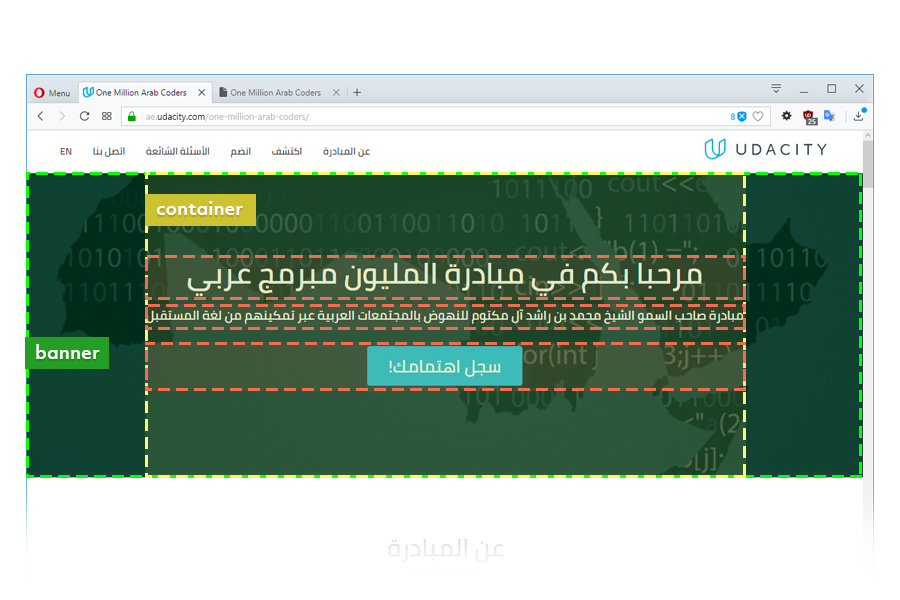 Menu
One Million Arab Coders
One Million Arab Coders
ae.udacity.com/one-million-arab-coders/
8
25
عن المبادرة
اكتشف
انضم
الأسئلة الشائعة
اتصل بنا
EN
UDACITY
container
banner
مرحبا بكم في مبادرة المليون مبرمج عربي
مبادرة صاحب السمو الشيخ محمد بن راشد آل مكتوم للنهوض بالمجتمعات العربية عبر تمكينهم من لغة المستقبل
سجل اهتمامك!
عن المبادرة